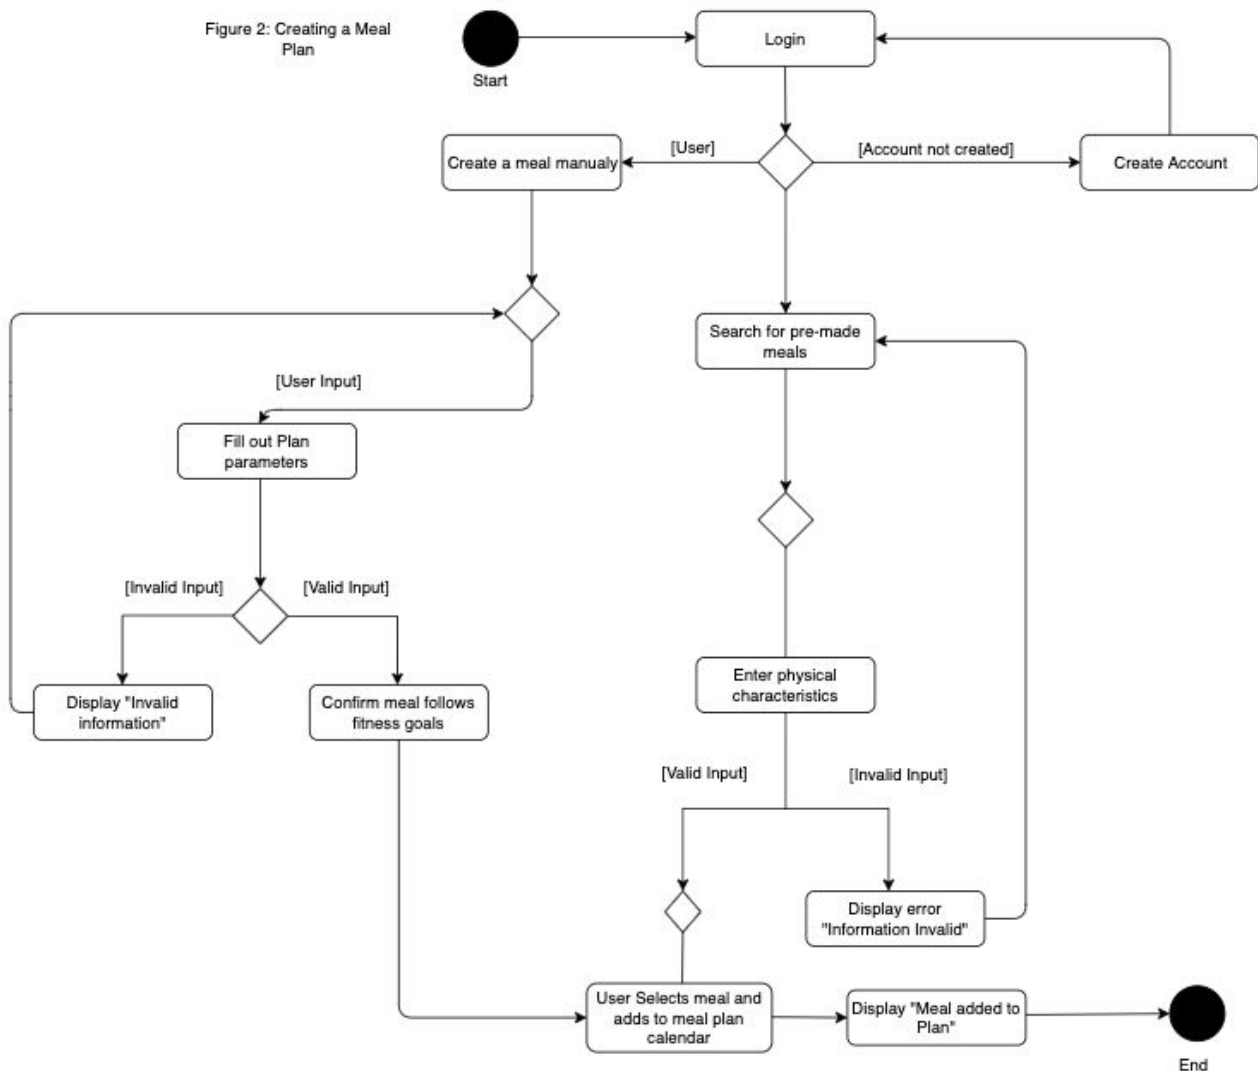 Figure 2: Creating a Meal
Plan
Start
Login
Create a meal manualy
[User]
[Account not created]
Create Account
Search for pre-made
meals
[User Input]
Fill out Plan
parameters
[Invalid Input]
[Valid Input]
Display "Invalid
information"
Confirm meal follows
fitness goals
Enter physical
characteristics
[Valid Input]
[Invalid Input]
Display error
"Information Invalid"
User Selects meal and
adds to meal plan
calendar
Display "Meal added to
Plan"
End